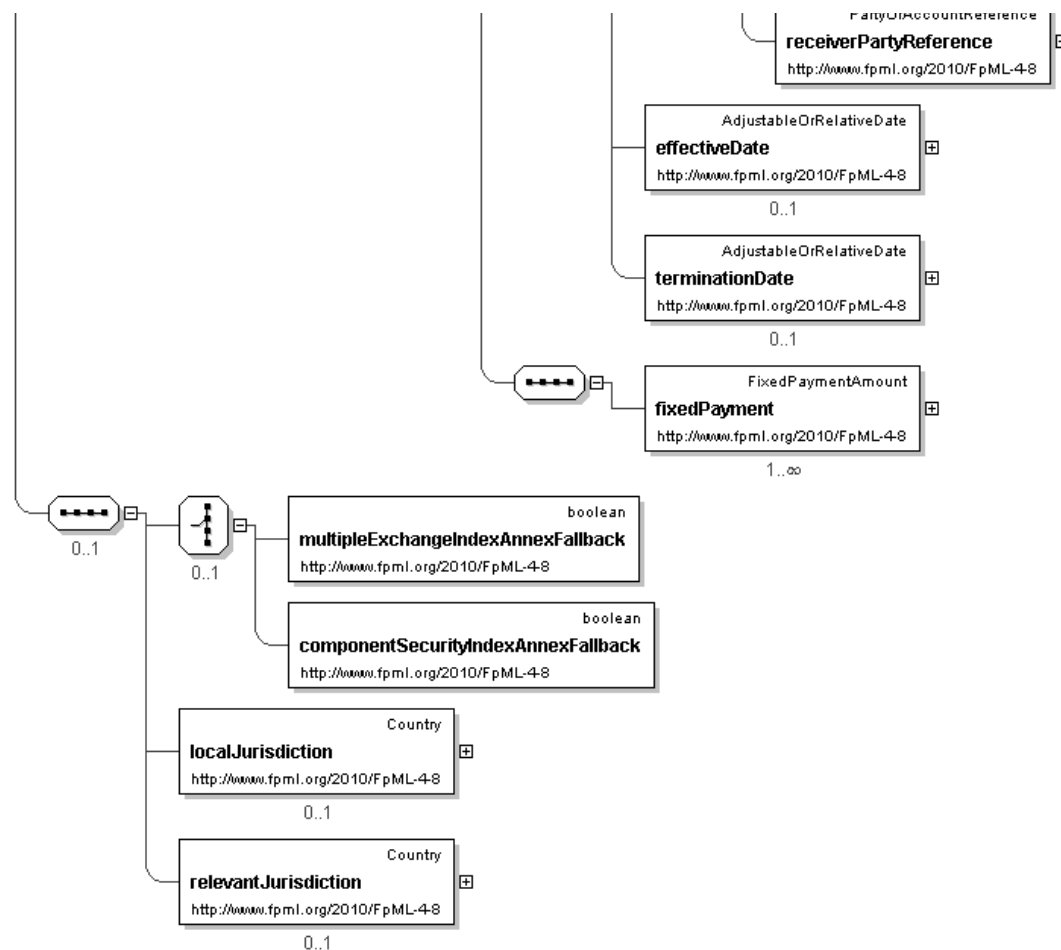 PartyOrAccountReference
receiverPartyReference
http://www.fpml.org/2010/FpML-4-8
AdjustableOrRelativeDate
effectiveDate
http://www.fpml.org/2010/FpML-4-8
0..1
AdjustableOrRelativeDate
terminationDate
http://www.fpml.org/2010/FpML-4-8
0..1
FixedPaymentAmount
fixedPayment
http://www.fpml.org/2010/FpML-4-8
1..∞
0..1
0..1
boolean
multipleExchangeIndexAnnexFallback
http://www.fpml.org/2010/FpML-4-8
boolean
componentSecurityIndexAnnexFallback
http://www.fpml.org/2010/FpML-4-8
Country
localJurisdiction
http://www.fpml.org/2010/FpML-4-8
0..1
Country
relevantJurisdiction
http://www.fpml.org/2010/FpML-4-8
0..1